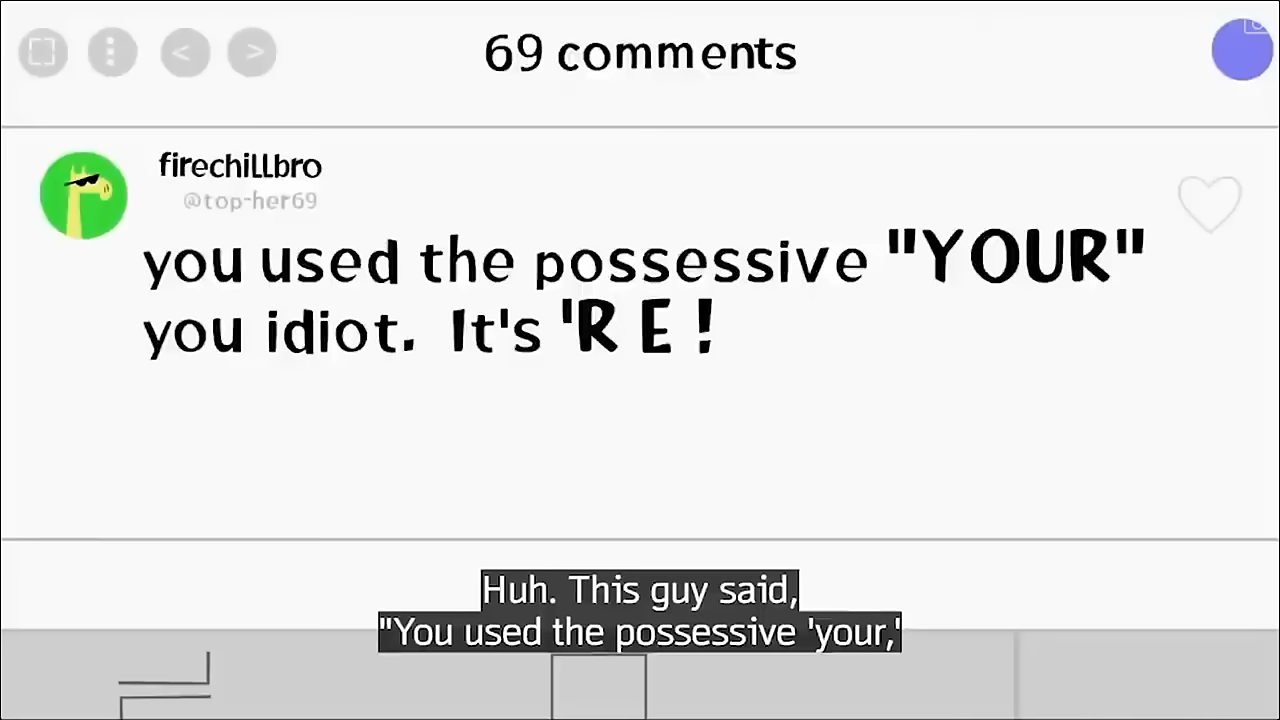 69 comments
firechillbro
@top-her69
you used the possessive "YOUR"
you idiot. It's 'R E !
Huh. This guy said,
"You used the possessive 'your,'